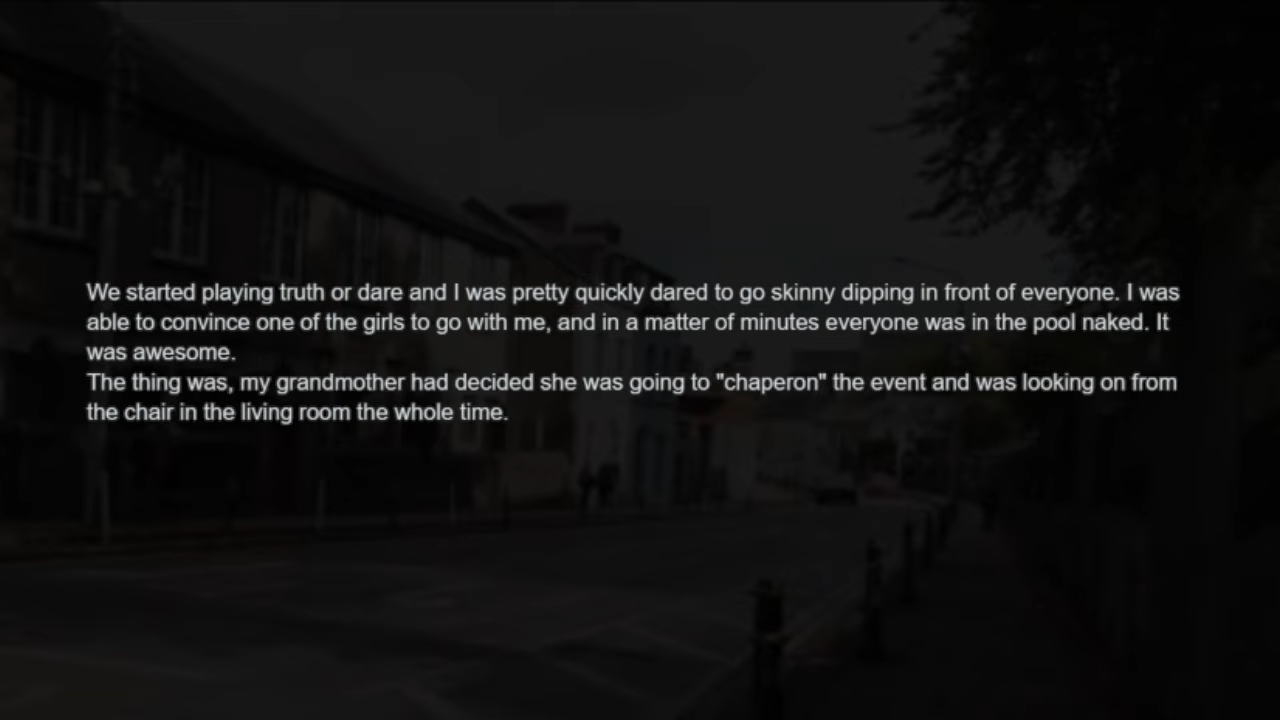 We started playing truth or dare and I was pretty quickly dared to go skinny dipping in front of everyone. I was
able to convince one of the girls to go with me, and in a matter of minutes everyone was in the pool naked. It
was awesome.
The thing was, my grandmother had decided she was going to "chaperon" the event and was looking on from
the chair in the living room the whole time.